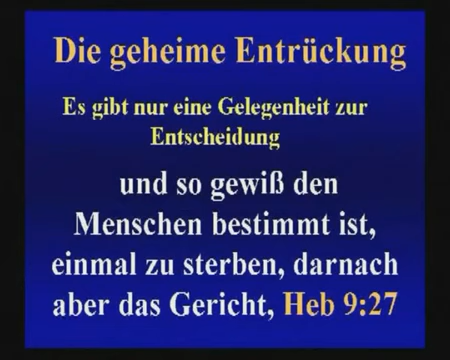 Die geheime Entrückung
Es gibt nur eine Gelegenheit zur
Entscheidung
und so gewiß den
Menschen bestimmt ist,
einmal zu sterben, darnach
aber das Gericht, Heb 9:27